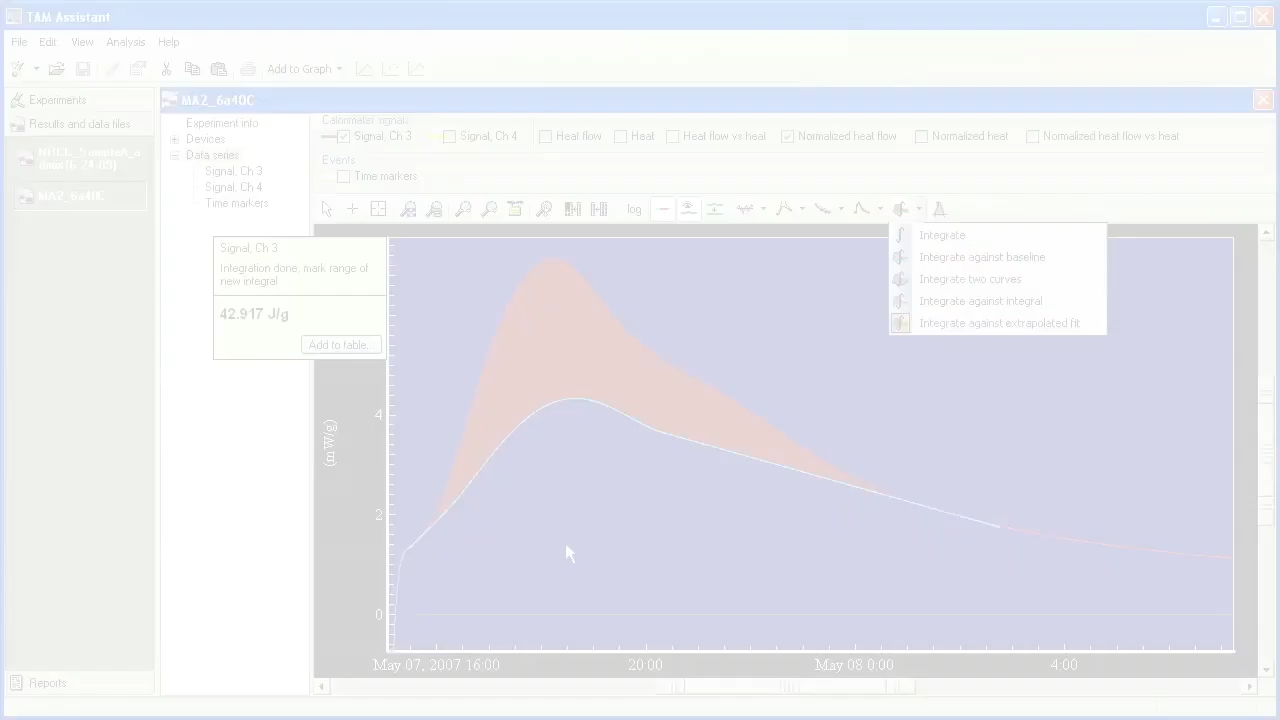 TAM Assistant
File Edit View Analysis Help
Add to Graph
Experiments
Results and data files
MA2_6a40C
Reports
MA2_6a40C
Experiment info
Devices
Data series
Signal, Ch 3
Signal, Ch 4
Time markers
Calorimeter signals
Signal, Ch 3 Signal, Ch 4 Heat flow Heat Heat flow vs heat Normalized heat flow Normalized heat Normalized heat flow vs heat
Events
Time markers
log
Integrate
Integrate against baseline
Integrate two curves
Integrate against integral
Integrate against extrapolated fit
Signal, Ch 3
Integration done, mark range of
new integral
42.917 J/g
Add to table...
(mW/g)
4
2
0
May 07, 2007 16:00 20:00 May 08 0:00 4:00